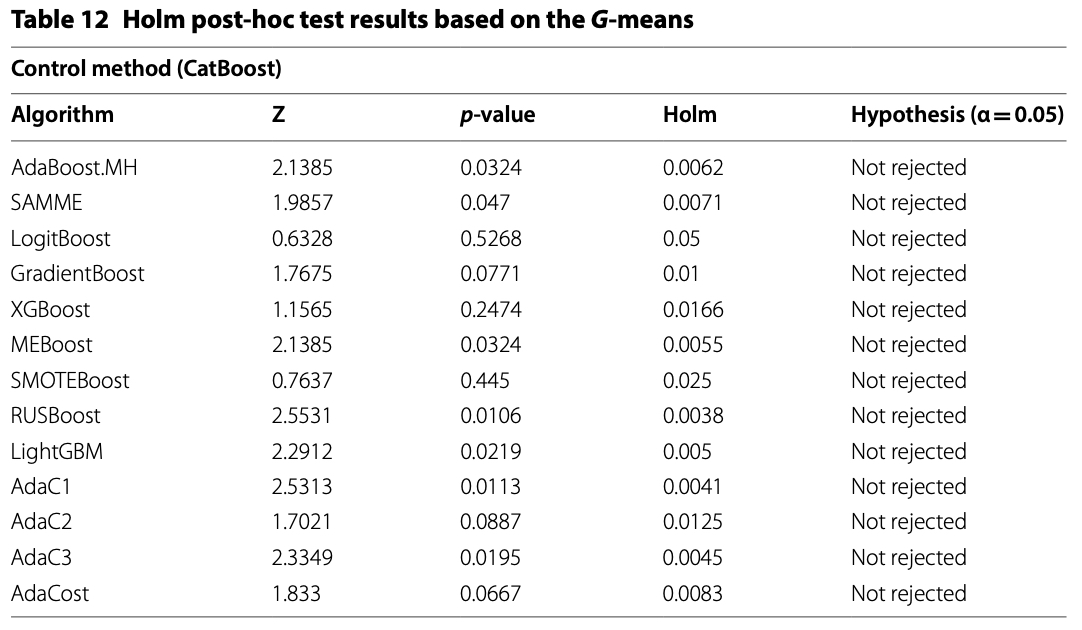 Table 12 Holm post-hoc test results based on the G-means
Control method (CatBoost)
Algorithm Z p-value Holm Hypothesis (α = 0.05)
AdaBoost.MH 2.1385 0.0324 0.0062 Not rejected
SAMME 1.9857 0.047 0.0071 Not rejected
LogitBoost 0.6328 0.5268 0.05 Not rejected
GradientBoost 1.7675 0.0771 0.01 Not rejected
XGBoost 1.1565 0.2474 0.0166 Not rejected
MEBoost 2.1385 0.0324 0.0055 Not rejected
SMOTEBoost 0.7637 0.445 0.025 Not rejected
RUSBoost 2.5531 0.0106 0.0038 Not rejected
LightGBM 2.2912 0.0219 0.005 Not rejected
AdaC1 2.5313 0.0113 0.0041 Not rejected
AdaC2 1.7021 0.0887 0.0125 Not rejected
AdaC3 2.3349 0.0195 0.0045 Not rejected
AdaCost 1.833 0.0667 0.0083 Not rejected